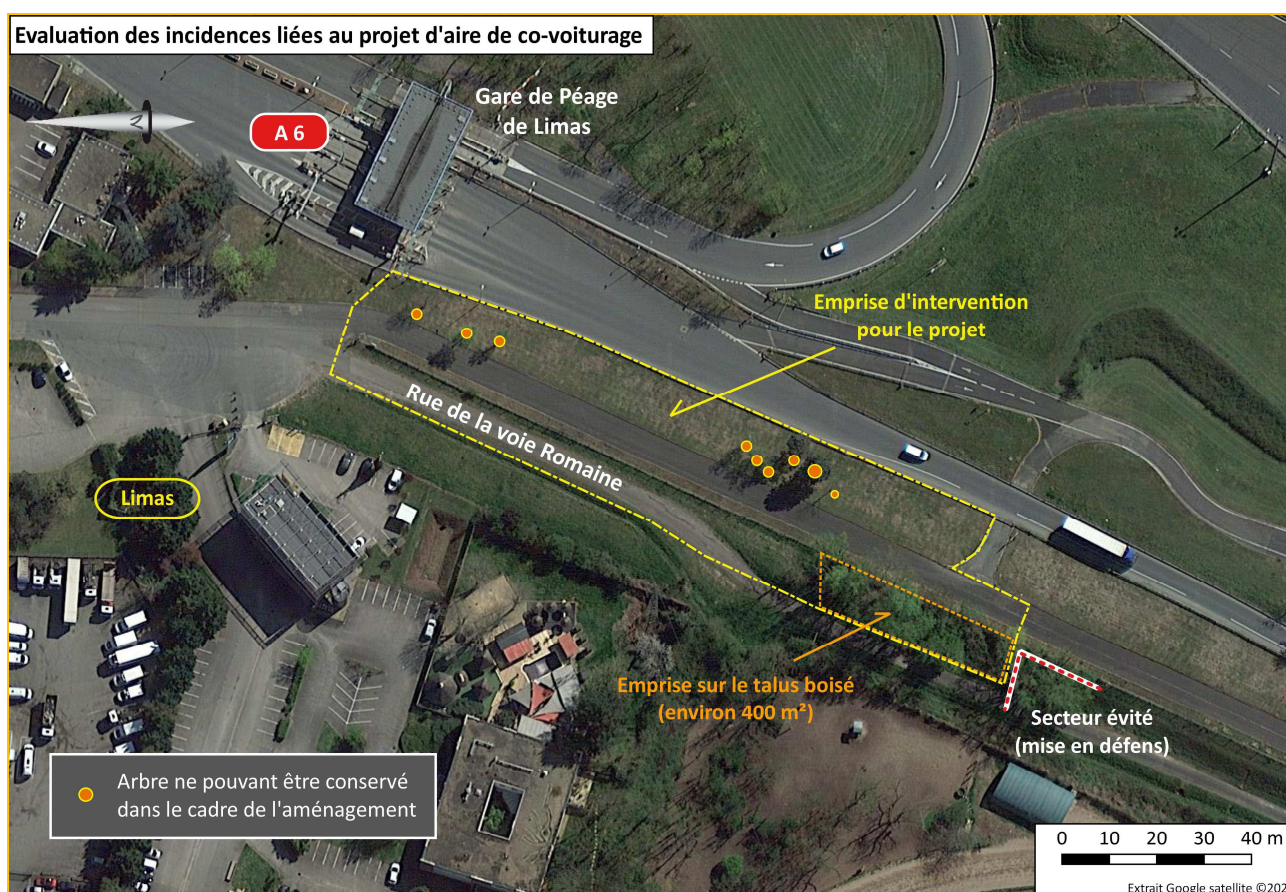 Evaluation des incidences liées au projet d'aire de co-voiturage
Gare de Péage
de Limas
A 6
Emprise d'intervention
pour le projet
Rue de la voie Romaine
Limas
Emprise sur le talus boisé
(environ 400 m²)
Secteur évité
(mise en défens)
Arbre ne pouvant être conservé
dans le cadre de l'aménagement
0 10 20 30 40 m
Extrait Google satellite ©202